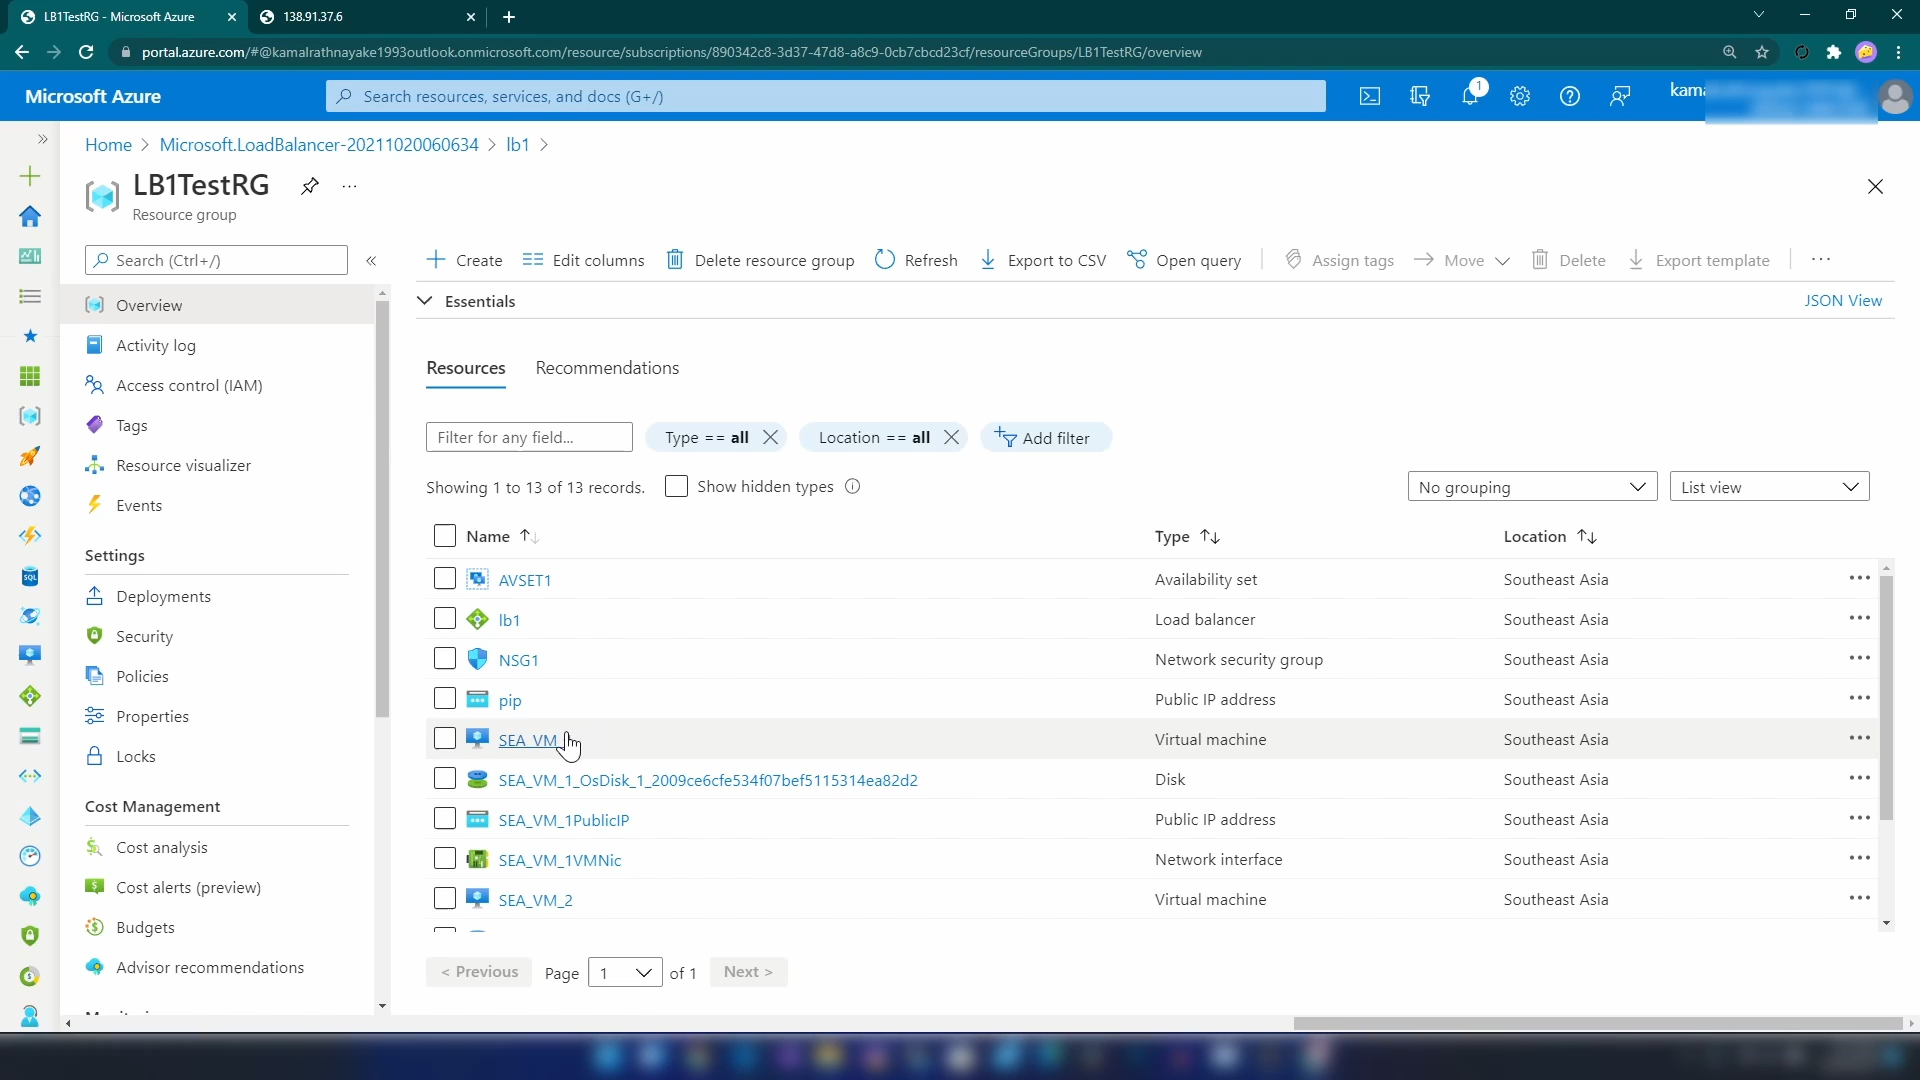 LB1TestRG - Microsoft Azure
138.91.37.6
portal.azure.com/#@kamalrathnayake1993outlook.onmicrosoft.com/resource/subscriptions/890342c8-3d37-47d8-a8c9-0cb7cbcd23cf/resourceGroups/LB1TestRG/overview
Microsoft Azure
Search resources, services, and docs (G+/)
1
kama
Home > Microsoft.LoadBalancer-20211020060634 > lb1 >
LB1TestRG
...
Resource group
Search (Ctrl+/)
«
Create
Edit columns
Delete resource group
Refresh
Export to CSV
Open query
Assign tags
Move
Delete
Export template
...
Overview
Activity log
Access control (IAM)
Tags
Resource visualizer
Events
Settings
Deployments
Security
Policies
Properties
Locks
Cost Management
Cost analysis
Cost alerts (preview)
Budgets
Advisor recommendations
Essentials
JSON View
Resources
Recommendations
Filter for any field...
Type == all
Location == all
Add filter
Showing 1 to 13 of 13 records.
Show hidden types
No grouping
List view
Name
Type
Location
AVSET1
Availability set
Southeast Asia
lb1
Load balancer
Southeast Asia
NSG1
Network security group
Southeast Asia
pip
Public IP address
Southeast Asia
SEA_VM
Virtual machine
Southeast Asia
SEA_VM_1_OsDisk_1_2009ce6cfe534f07bef5115314ea82d2
Disk
Southeast Asia
SEA_VM_1PublicIP
Public IP address
Southeast Asia
SEA_VM_1VMNic
Network interface
Southeast Asia
SEA_VM_2
Virtual machine
Southeast Asia
< Previous
Page
1
of 1
Next >